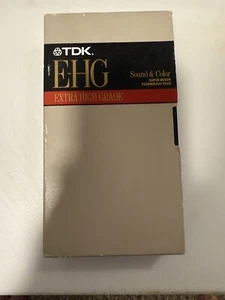 TDK
EHG
Sound & Color
EXTRA HIGH GRADE